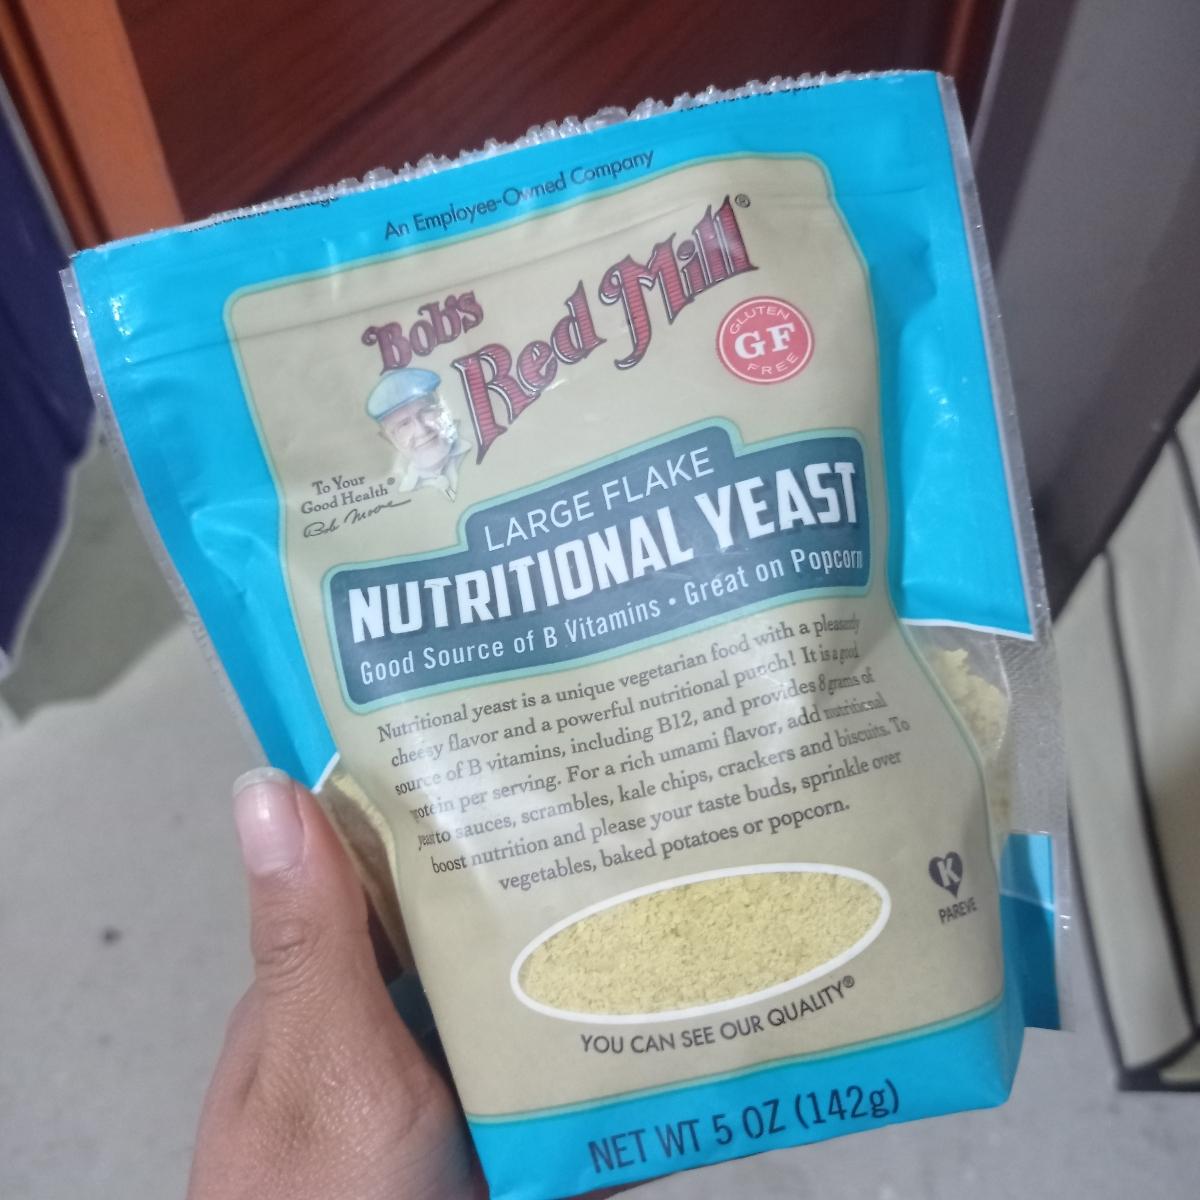 An Employee-Owned Company
Bob's
Red Mill®
GLUTEN
GF
FREE
To Your
Good Health®
Bob Moore
LARGE FLAKE
NUTRITIONAL YEAST
Good Source of B Vitamins • Great on Popcorn
Nutritional yeast is a unique vegetarian food with a pleasantly
cheesy flavor and a powerful nutritional punch! It is a good
source of B vitamins, including B12, and provides 8 grams of
protein per serving. For a rich umami flavor, add nutritional
yeast to sauces, scrambles, kale chips, crackers and biscuits. To
boost nutrition and please your taste buds, sprinkle over
vegetables, baked potatoes or popcorn.
K
PAREVE
YOU CAN SEE OUR QUALITY®
NET WT 5 OZ (142g)